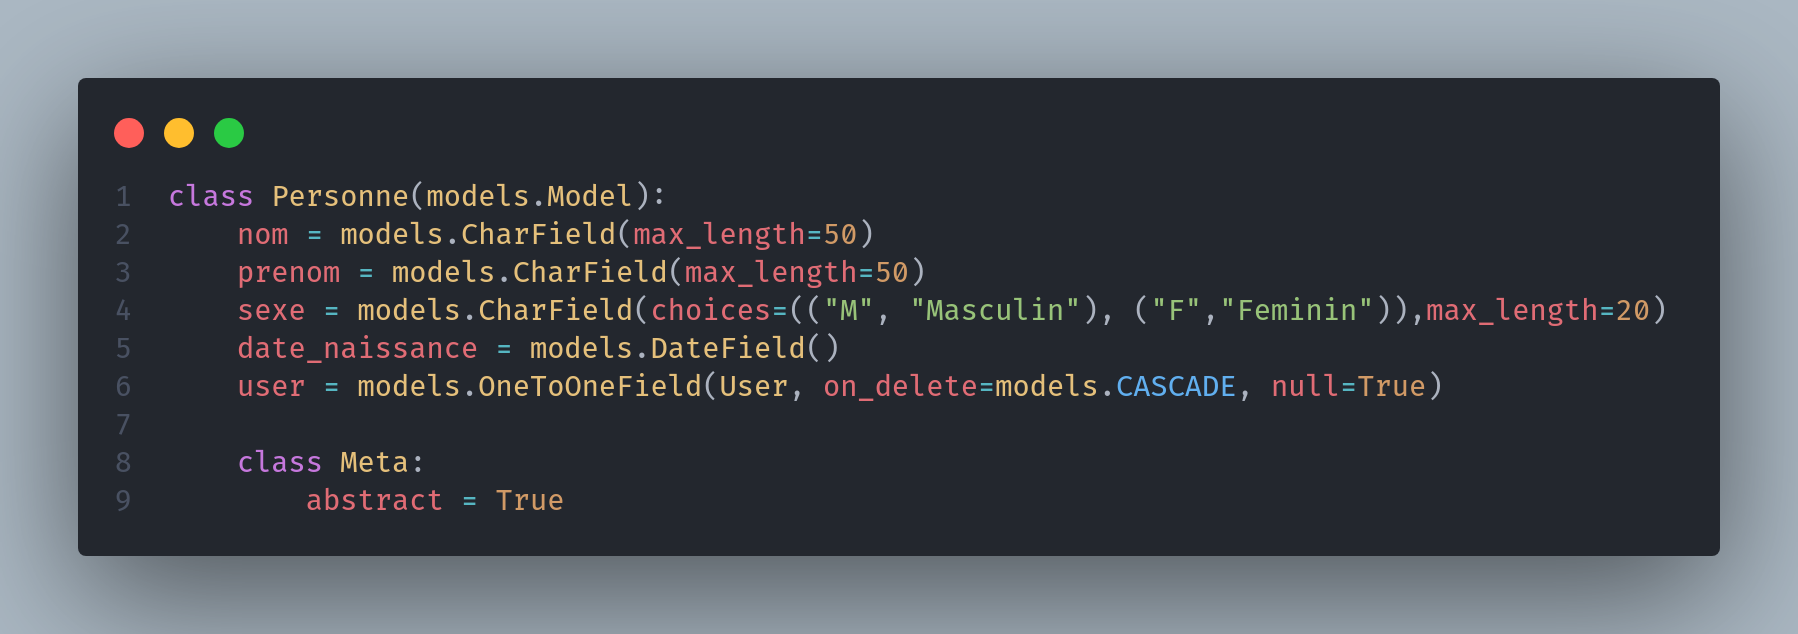 1 class Personne(models.Model):
2     nom = models.CharField(max_length=50)
3     prenom = models.CharField(max_length=50)
4     sexe = models.CharField(choices=(("M", "Masculin"), ("F","Feminin")),max_length=20)
5     date_naissance = models.DateField()
6     user = models.OneToOneField(User, on_delete=models.CASCADE, null=True)
7
8     class Meta:
9         abstract = True